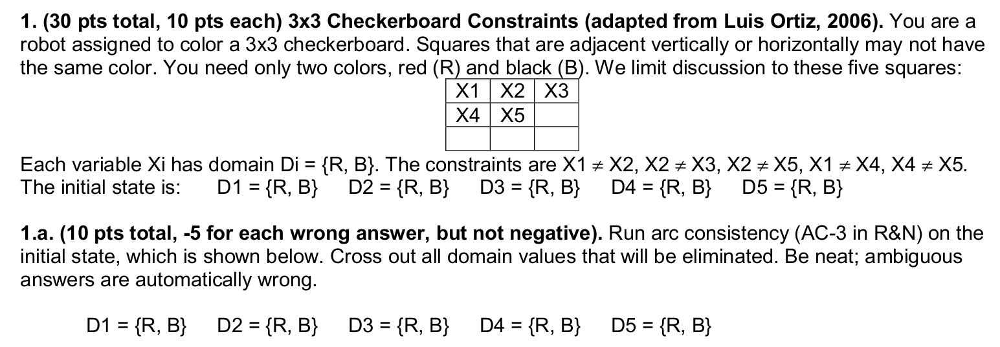 1. (30 pts total, 10 pts each) 3x3 Checkerboard Constraints (adapted from Luis Ortiz, 2006). You are a
robot assigned to color a 3x3 checkerboard. Squares that are adjacent vertically or horizontally may not have
the same color. You need only two colors, red (R) and black (B). We limit discussion to these five squares:
X1 X2 X3
X4 X5
Each variable Xi has domain Di = {R, B}. The constraints are X1 ≠ X2, X2 ≠ X3, X2 ≠ X5, X1 ≠ X4, X4 ≠ X5.
The initial state is: D1 = {R, B} D2 = {R, B} D3 = {R, B} D4 = {R, B} D5 = {R, B}
1.a. (10 pts total, -5 for each wrong answer, but not negative). Run arc consistency (AC-3 in R&N) on the
initial state, which is shown below. Cross out all domain values that will be eliminated. Be neat; ambiguous
answers are automatically wrong.
D1 = {R, B} D2 = {R, B} D3 = {R, B} D4 = {R, B} D5 = {R, B}